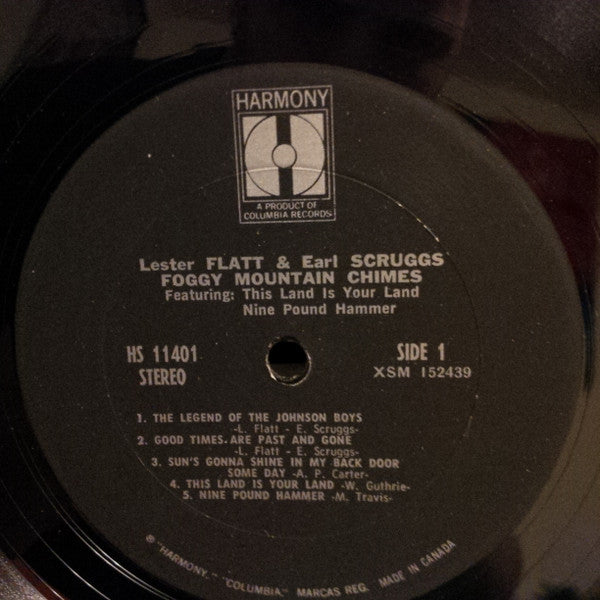 HARMONY
A PRODUCT OF
COLUMBIA RECORDS
Lester FLATT & Earl SCRUGGS
FOGGY MOUNTAIN CHIMES
Featuring: This Land Is Your Land
Nine Pound Hammer
HS 11401
STEREO
SIDE 1
XSM 152439
1. THE LEGEND OF THE JOHNSON BOYS
-L. Flatt - E. Scruggs-
2. GOOD TIMES ARE PAST AND GONE
-L. Flatt - E. Scruggs-
3. SUN'S GONNA SHINE IN MY BACK DOOR
SOME DAY -A. P. Carter-
4. THIS LAND IS YOUR LAND -W. Guthrie-
5. NINE POUND HAMMER -M. Travis-
℗ "HARMONY," "COLUMBIA," MARCAS REG. MADE IN CANADA